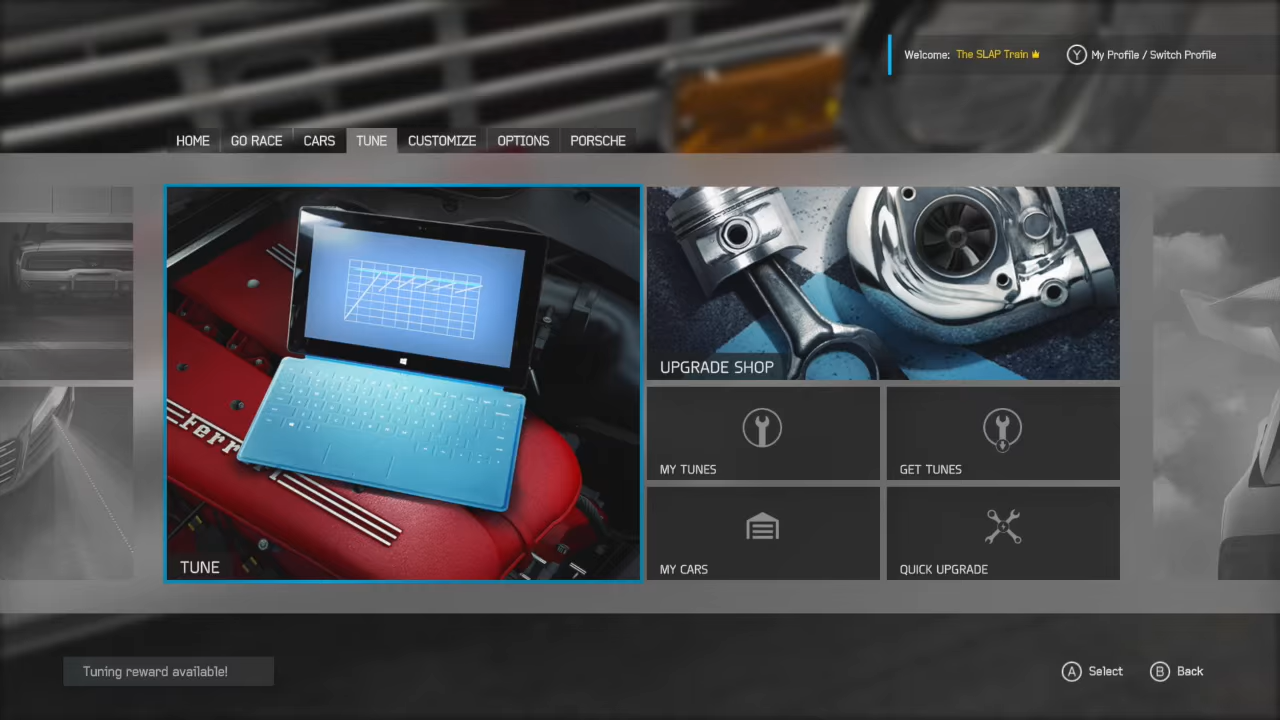 Welcome: The SLAP Train
Y My Profile / Switch Profile
HOME GO RACE CARS TUNE CUSTOMIZE OPTIONS PORSCHE
Ferr
TUNE
UPGRADE SHOP
MY TUNES
GET TUNES
MY CARS
QUICK UPGRADE
Tuning reward available!
A Select B Back